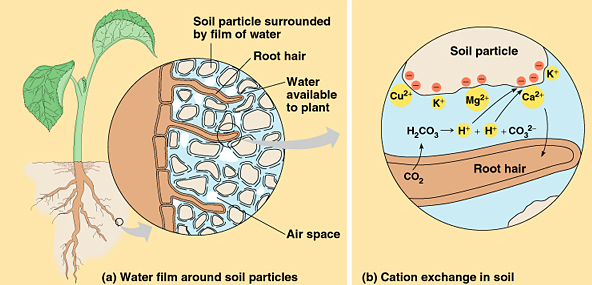 Soil particle surrounded
by film of water
Root hair
Water
available
to plant
Air space
(a) Water film around soil particles
Soil particle
Cu2+
K+
Mg2+
Ca2+
K+
H2CO3 → H+ + H+ + CO32–
CO2
Root hair
(b) Cation exchange in soil